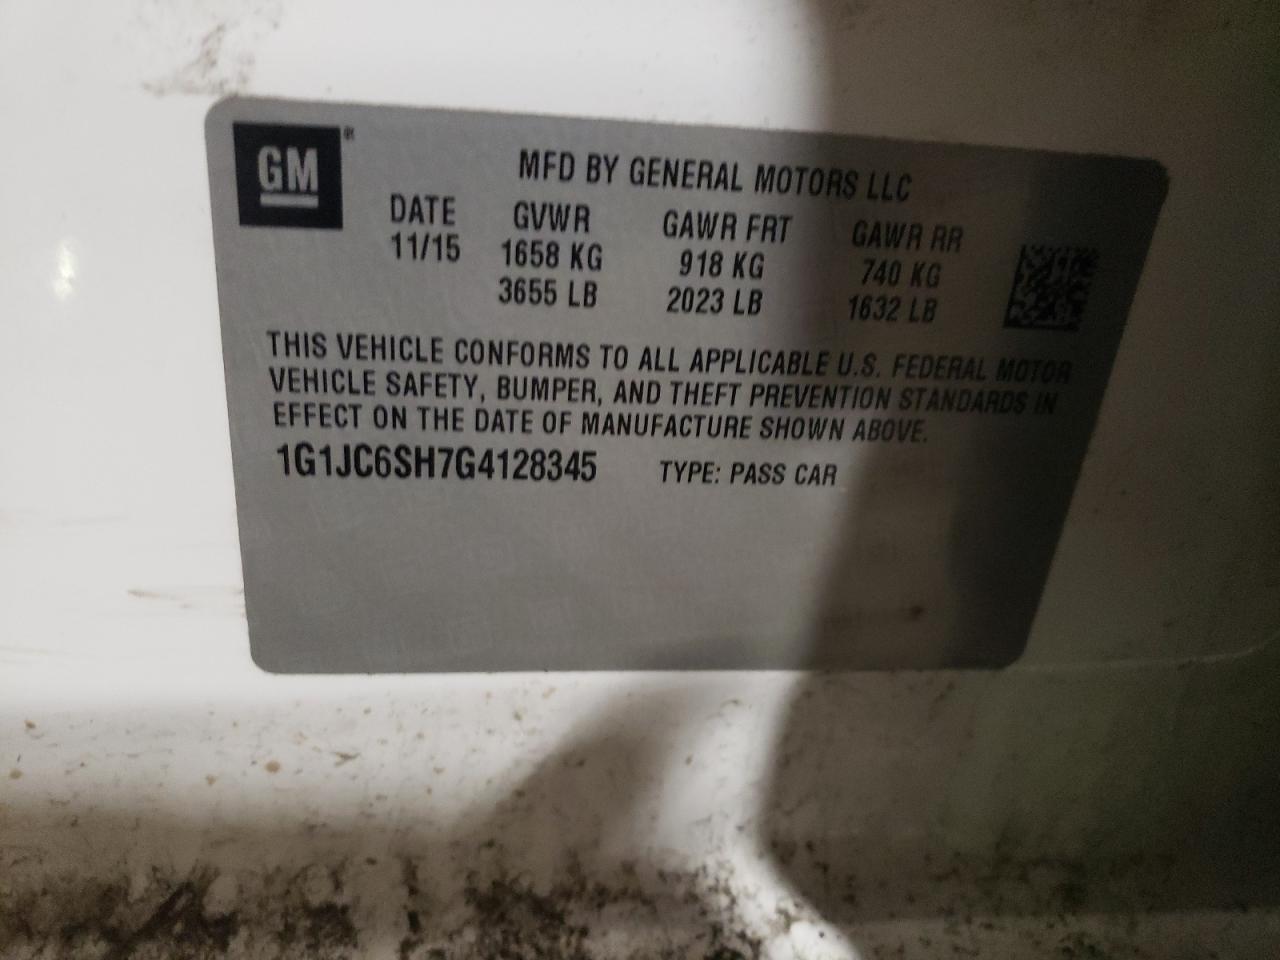 GM ®
MFD BY GENERAL MOTORS LLC
DATE GVWR GAWR FRT GAWR RR
11/15 1658 KG 918 KG 740 KG
3655 LB 2023 LB 1632 LB
THIS VEHICLE CONFORMS TO ALL APPLICABLE U.S. FEDERAL MOTOR
VEHICLE SAFETY, BUMPER, AND THEFT PREVENTION STANDARDS IN
EFFECT ON THE DATE OF MANUFACTURE SHOWN ABOVE.
1G1JC6SH7G4128345 TYPE: PASS CAR